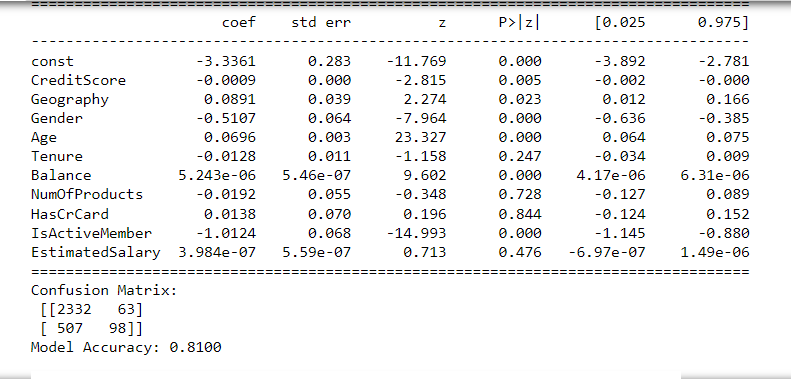 ==========================================================================================
coef std err z P>|z| [0.025 0.975]
------------------------------------------------------------------------------------------
const -3.3361 0.283 -11.769 0.000 -3.892 -2.781
CreditScore -0.0009 0.000 -2.815 0.005 -0.002 -0.000
Geography 0.0891 0.039 2.274 0.023 0.012 0.166
Gender -0.5107 0.064 -7.964 0.000 -0.636 -0.385
Age 0.0696 0.003 23.327 0.000 0.064 0.075
Tenure -0.0128 0.011 -1.158 0.247 -0.034 0.009
Balance 5.243e-06 5.46e-07 9.602 0.000 4.17e-06 6.31e-06
NumOfProducts -0.0192 0.055 -0.348 0.728 -0.127 0.089
HasCrCard 0.0138 0.070 0.196 0.844 -0.124 0.152
IsActiveMember -1.0124 0.068 -14.993 0.000 -1.145 -0.880
EstimatedSalary 3.984e-07 5.59e-07 0.713 0.476 -6.97e-07 1.49e-06
==========================================================================================
Confusion Matrix:
[[2332 63]
[ 507 98]]
Model Accuracy: 0.8100